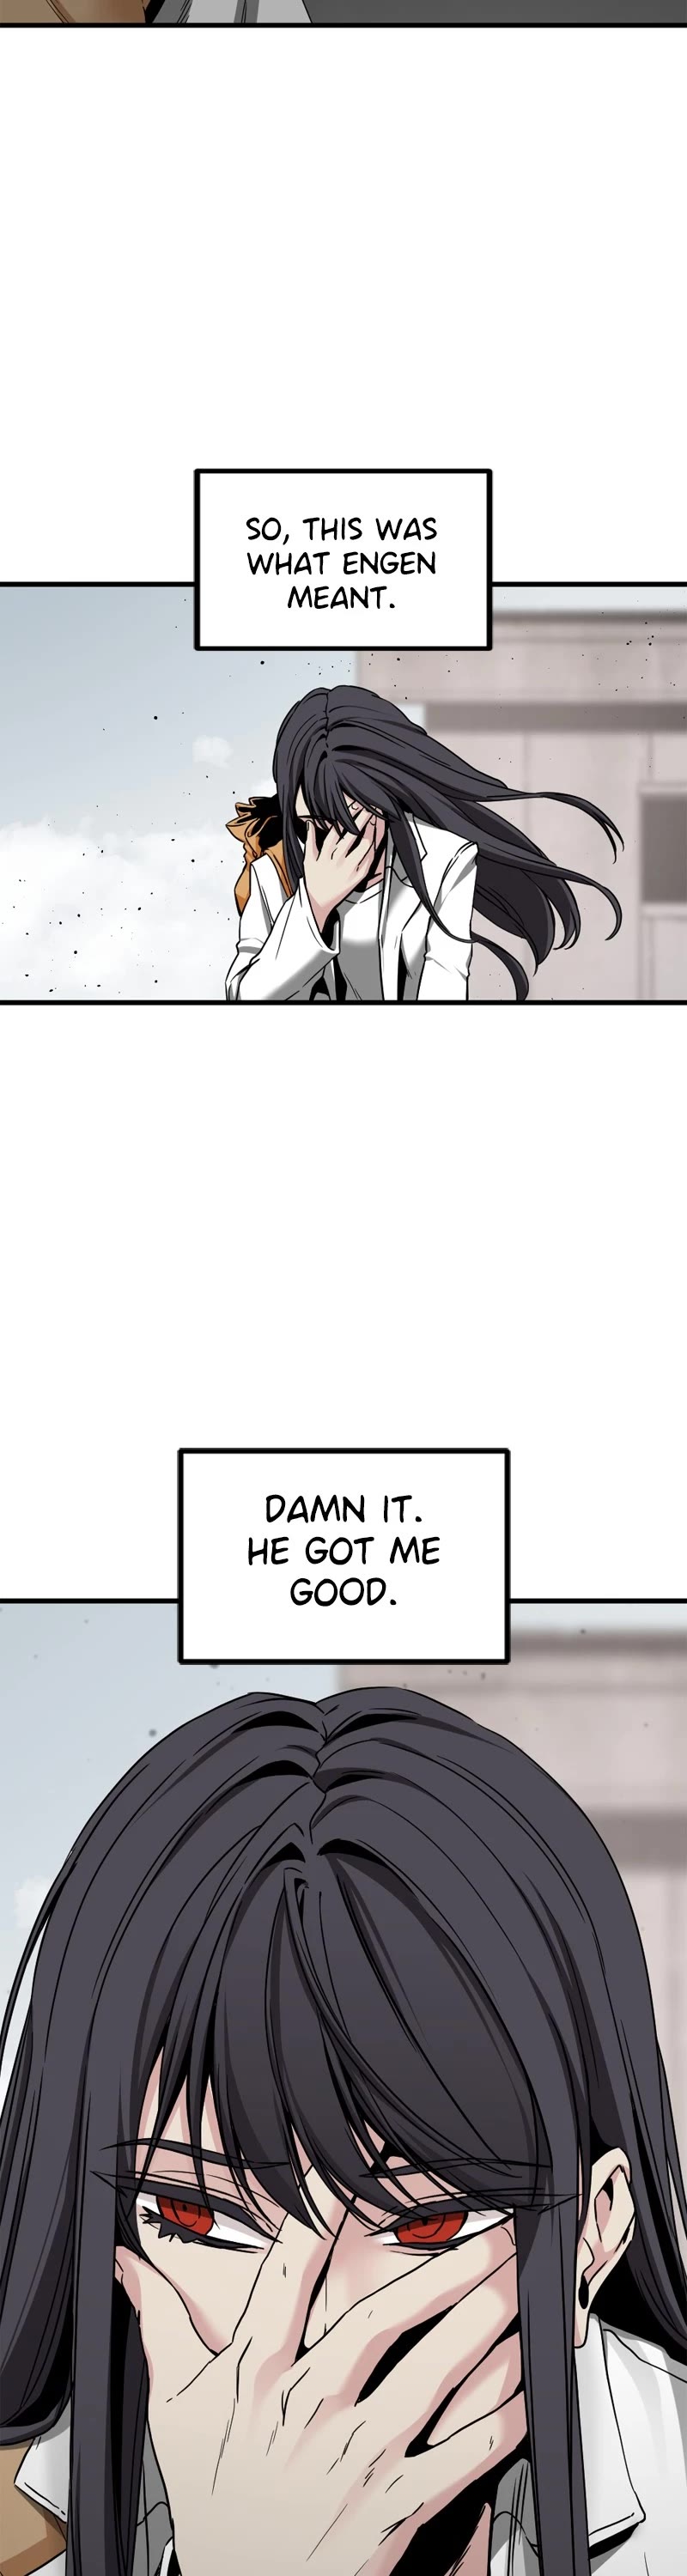 SO, THIS WAS
WHAT ENGEN
MEANT.
DAMN IT.
HE GOT ME
GOOD.